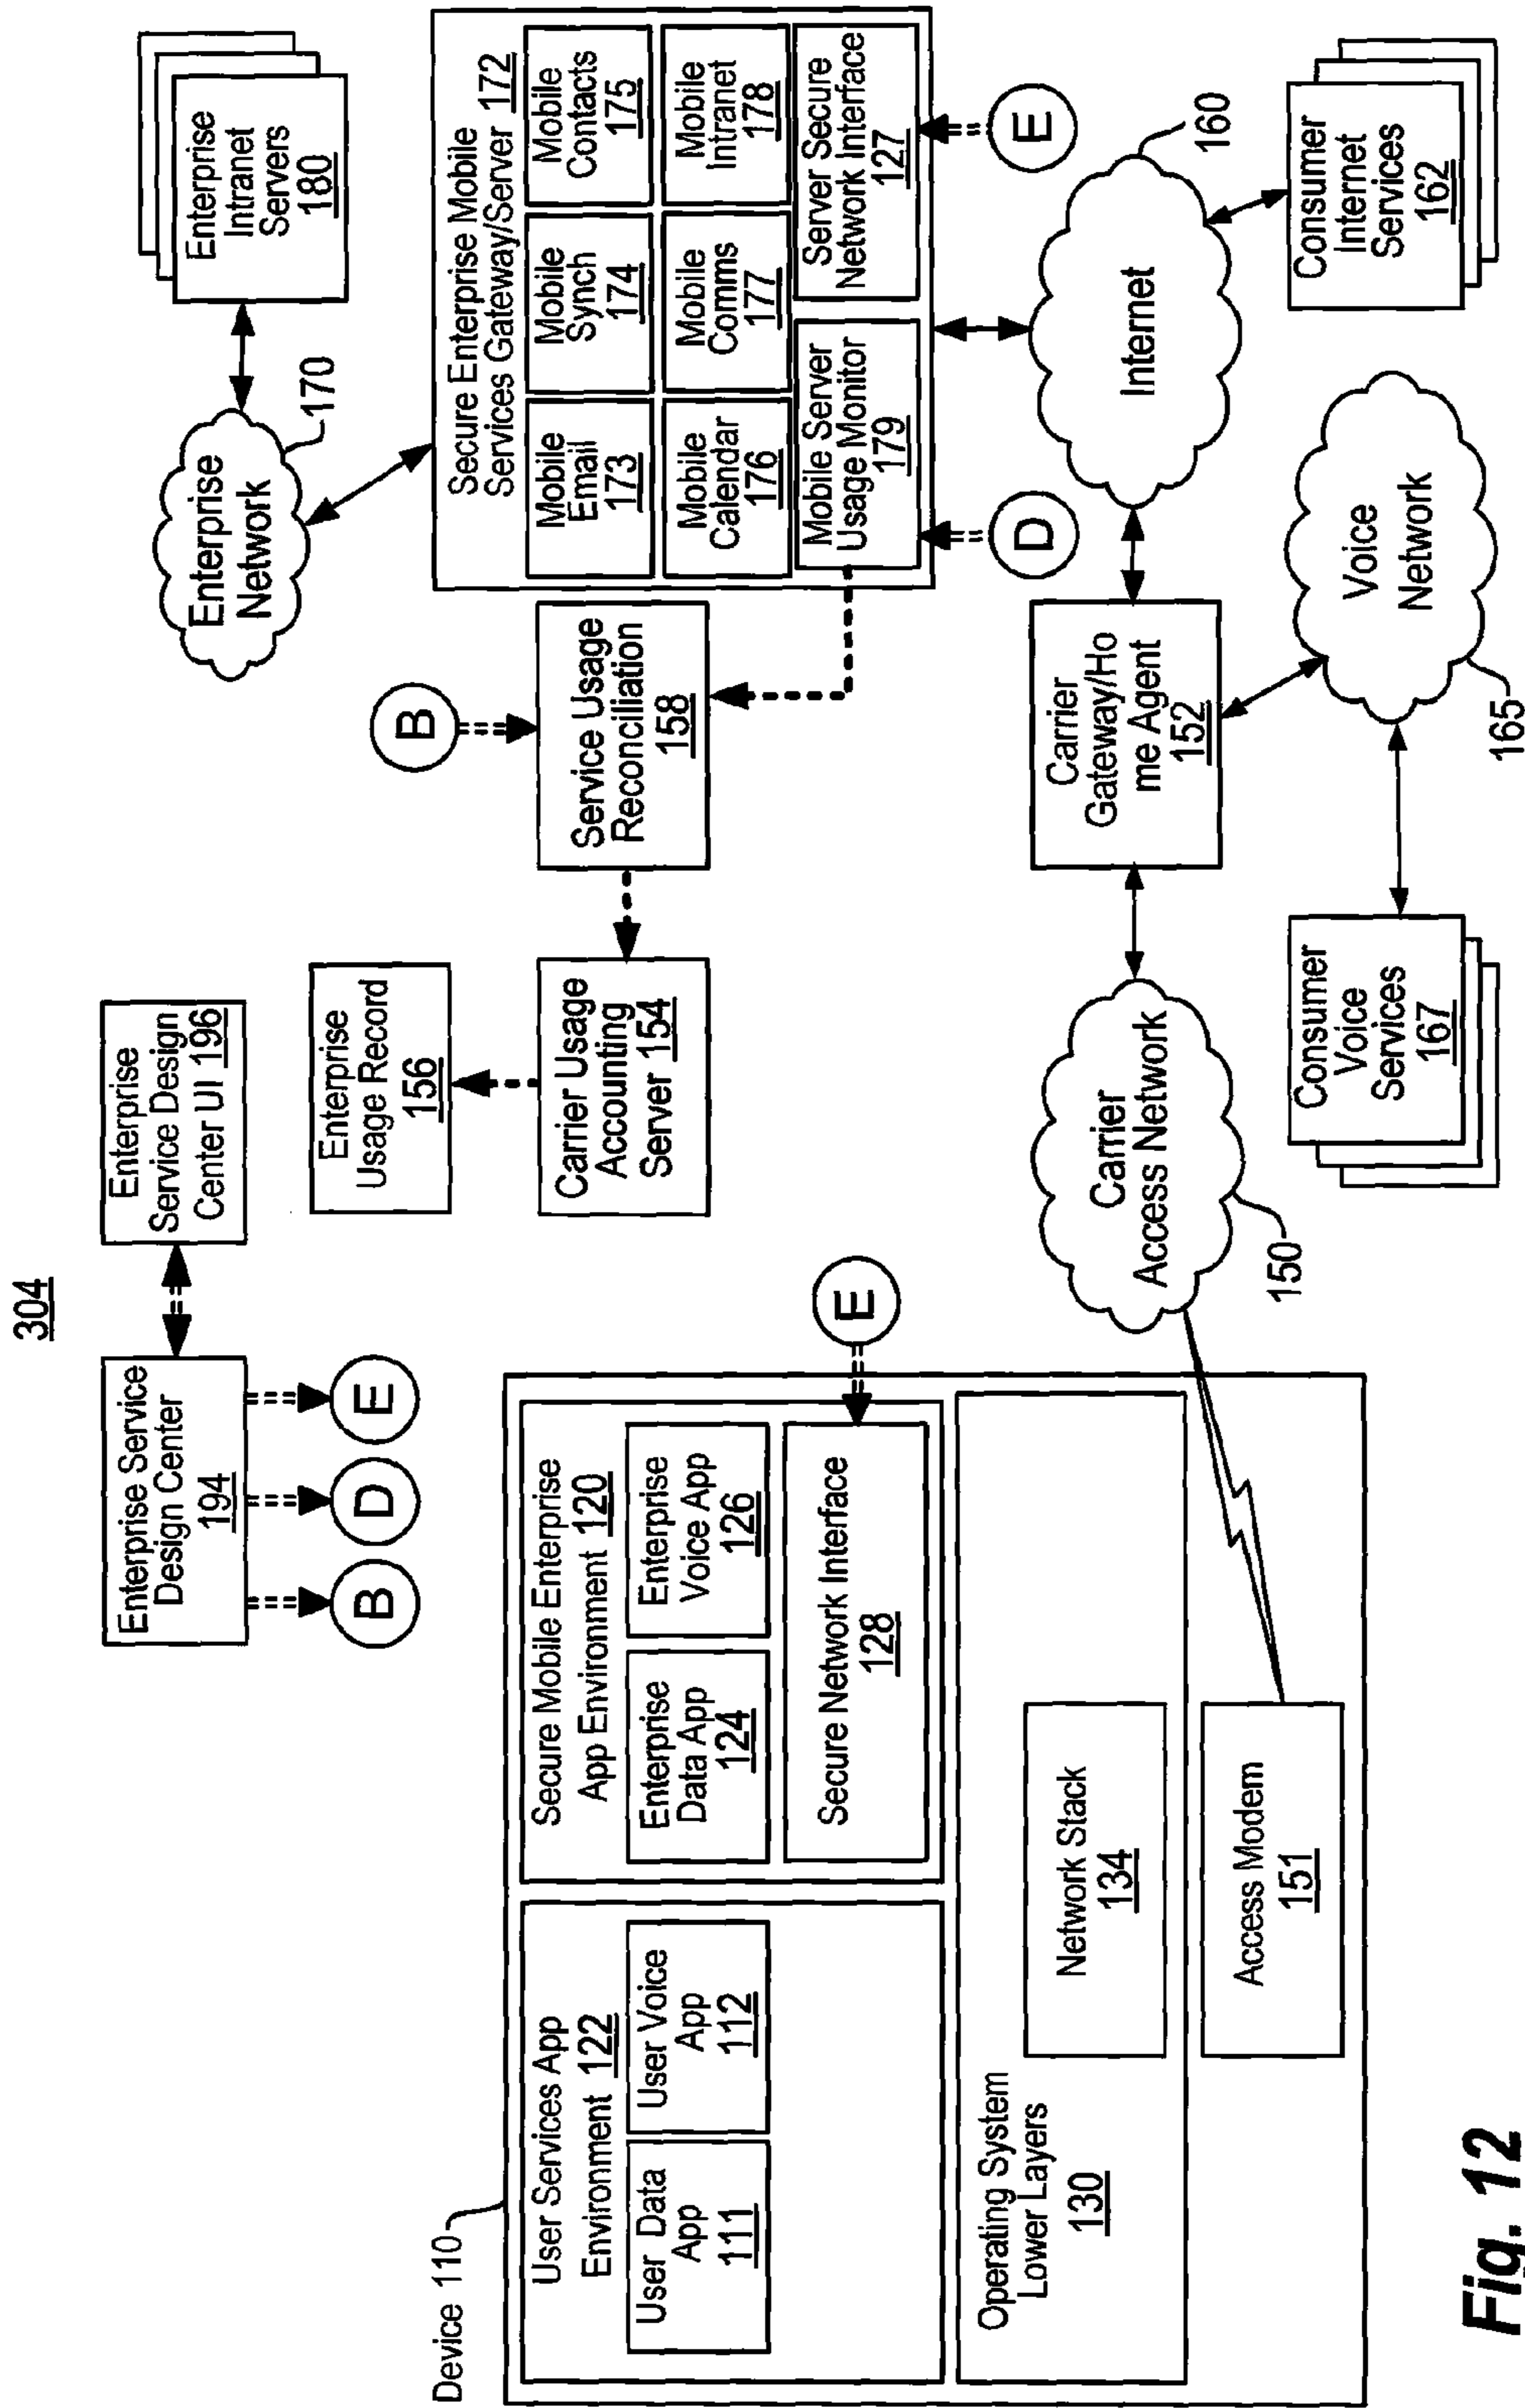 304
Enterprise Service
Design Center
194
Enterprise
Service Design
Center UI 196
B
D
E
Enterprise
Usage Record
156
Carrier Usage
Accounting
Server 154
B
Service Usage
Reconciliation
158
Enterprise
Network
170
Enterprise
Intranet
Servers
180
Secure Enterprise Mobile
Services Gateway/Server 172
Mobile
Email
173
Mobile
Synch
174
Mobile
Contacts
175
Mobile
Calendar
176
Mobile
Comms
177
Mobile
Intranet
178
Mobile Server
Usage Monitor
179
Server Secure
Network Interface
127
D
E
Device 110
User Services App
Environment 122
User Data
App
111
User Voice
App
112
Secure Mobile Enterprise
App Environment 120
Enterprise
Data App
124
Enterprise
Voice App
126
Secure Network Interface
128
E
Operating System
Lower Layers
130
Network Stack
134
Access Modem
151
Carrier
Access Network
150
Carrier
Gateway/Ho
me Agent
152
Internet
160
Consumer
Internet
Services
162
Voice
Network
165
Consumer
Voice
Services
167
Fig. 12